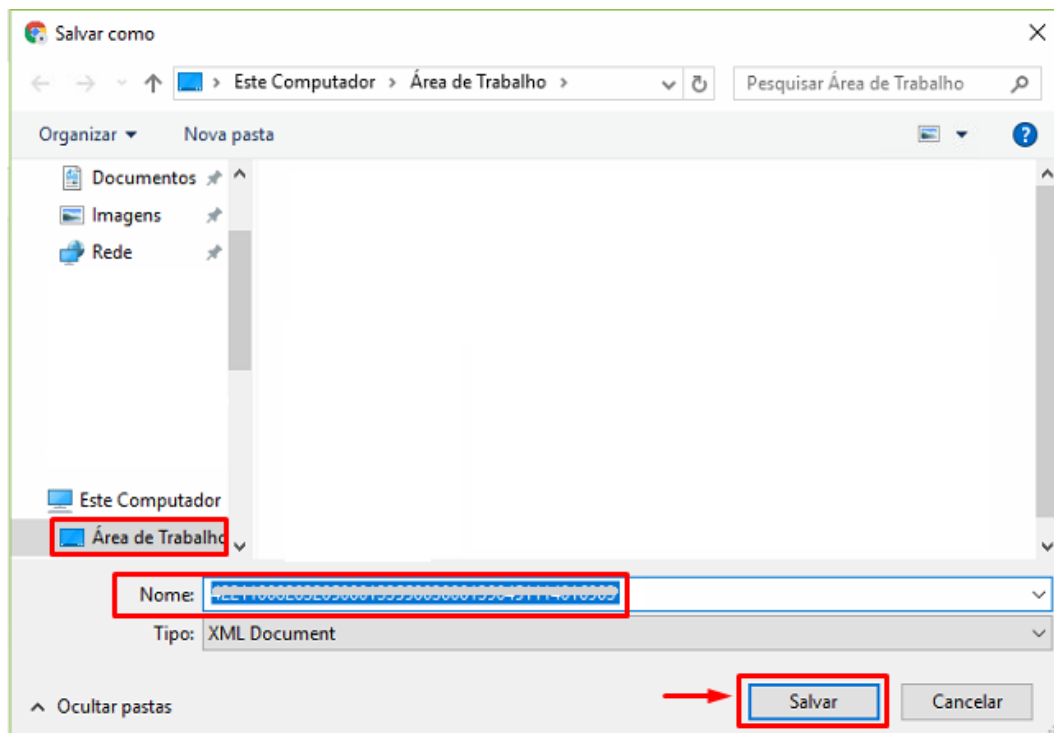 Salvar como
Este Computador > Área de Trabalho >
Pesquisar Área de Trabalho
Organizar
Nova pasta
?
Documentos
Imagens
Rede
Este Computador
Área de Trabalho
Nome:
Tipo: XML Document
Ocultar pastas
Salvar
Cancelar